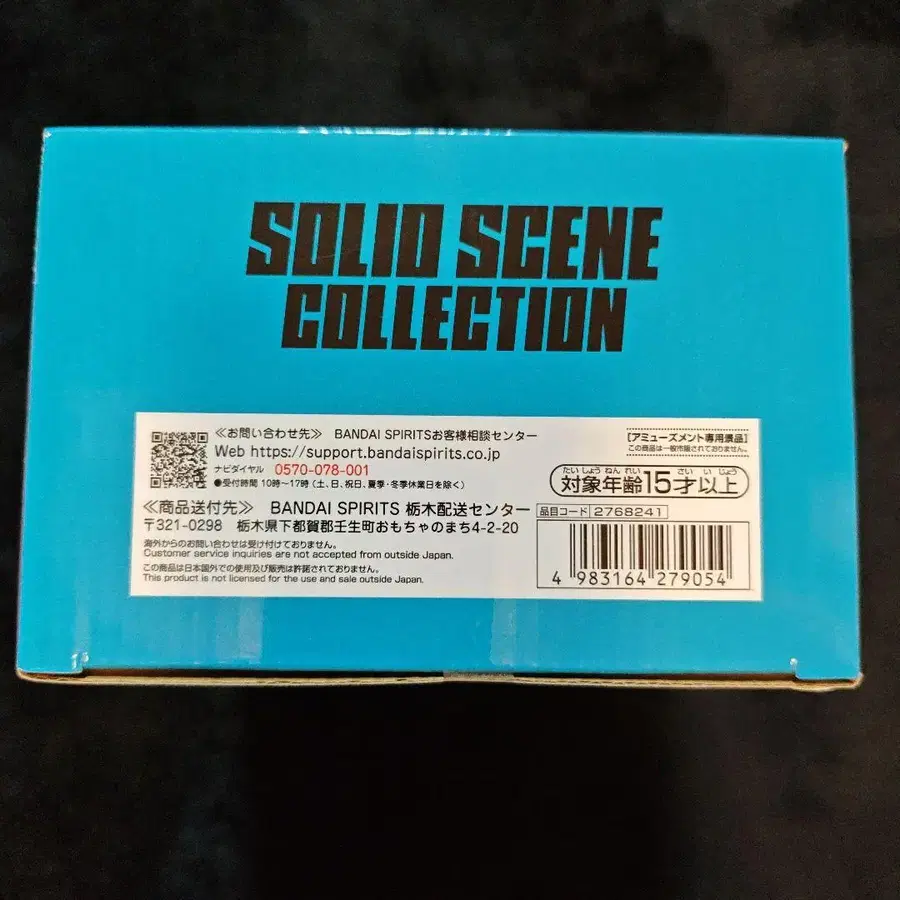 SOLID SCENE
COLLECTION
≪お問い合わせ先≫ BANDAI SPIRITSお客様相談センター
Web https://support.bandaispirits.co.jp
ナビダイヤル 0570-078-001
●受付時間 10時〜17時(土、日、祝日、夏季・冬季休業日を除く)
≪商品送付先≫ BANDAI SPIRITS 栃木配送センター
〒321-0298 栃木県下都賀郡壬生町おもちゃのまち4-2-20
海外からのお問い合わせは受け付けておりません。
Customer service inquiries are not accepted from outside Japan.
この商品は日本国外での使用及び販売は許諾されておりません。
This product is not licensed for the use and sale outside Japan.
[アミューズメント専用景品]
この商品は一般市販されておりません。
たいしょう ねん れい さい い じょう
対象年齢15才以上
品目コード 2768241
4 983164 279054